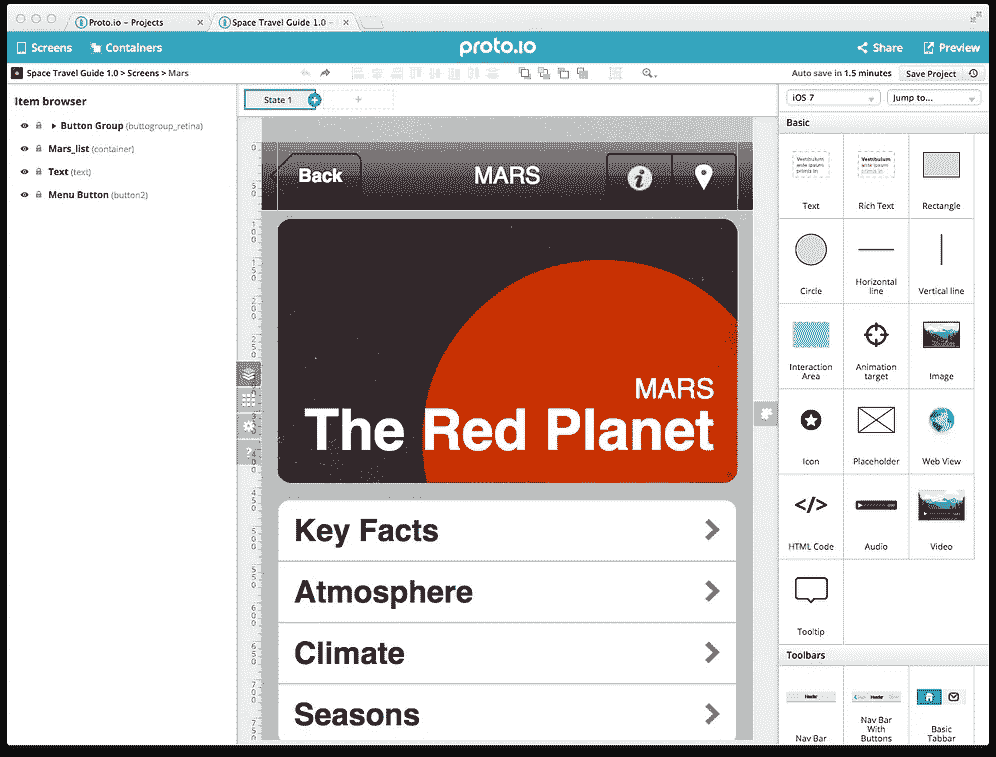 Proto.io – Projects
Space Travel Guide 1.0 –
Screens
Containers
proto.io
Share
Preview
Space Travel Guide 1.0 > Screens > Mars
Auto save in 1.5 minutes
Save Project
Item browser
Button Group (buttogroup_retina)
Mars_list (container)
Text (text)
Menu Button (button2)
State 1
Back
MARS
MARS
The Red Planet
Key Facts
Atmosphere
Climate
Seasons
iOS 7
Jump to...
Basic
Text
Rich Text
Rectangle
Circle
Horizontal
line
Vertical line
Interaction
Area
Animation
target
Image
Icon
Placeholder
Web View
</>
HTML Code
Audio
Video
Tooltip
Toolbars
Nav Bar
Nav Bar
With
Buttons
Basic
Tabbar